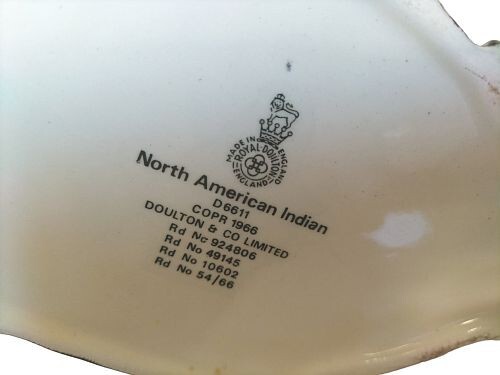 MADE IN ENGLAND
ROYAL DOULTON
ENGLAND
North American Indian
D6611
COPR 1966
DOULTON & CO LIMITED
Rd No 924806
Rd No 49145
Rd No 10602
Rd No 54/66